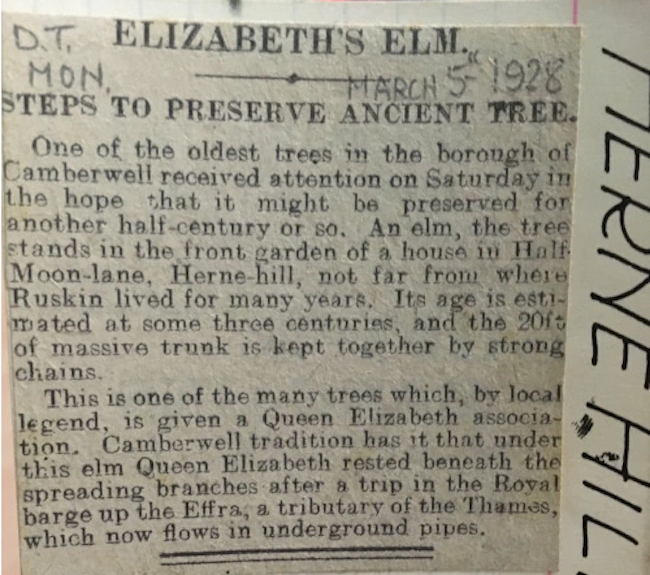 D.T. ELIZABETH'S ELM.
MON. MARCH 5" 1928
STEPS TO PRESERVE ANCIENT TREE.
One of the oldest trees in the borough of
Camberwell received attention on Saturday in
the hope that it might be preserved for
another half-century or so. An elm, the tree
stands in the front garden of a house in Half-
Moon-lane, Herne-hill, not far from where
Ruskin lived for many years. Its age is esti-
mated at some three centuries, and the 20ft
of massive trunk is kept together by strong
chains.
This is one of the many trees which, by local
legend, is given a Queen Elizabeth associa-
tion. Camberwell tradition has it that under
this elm Queen Elizabeth rested beneath the
spreading branches after a trip in the Royal
barge up the Effra, a tributary of the Thames,
which now flows in underground pipes.
HERNE HIL